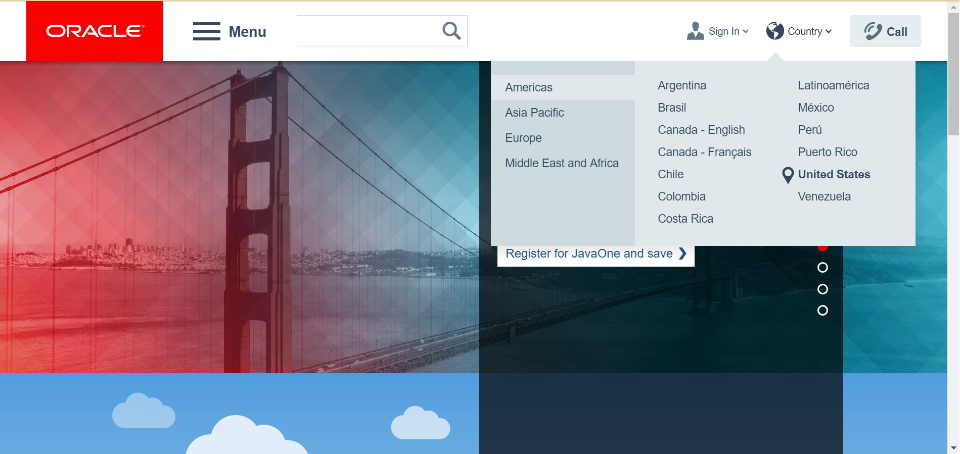 ORACLE
Menu
Sign In
Country
Call
Americas
Asia Pacific
Europe
Middle East and Africa
Argentina
Brasil
Canada - English
Canada - Français
Chile
Colombia
Costa Rica
Latinoamérica
México
Perú
Puerto Rico
United States
Venezuela
Register for JavaOne and save